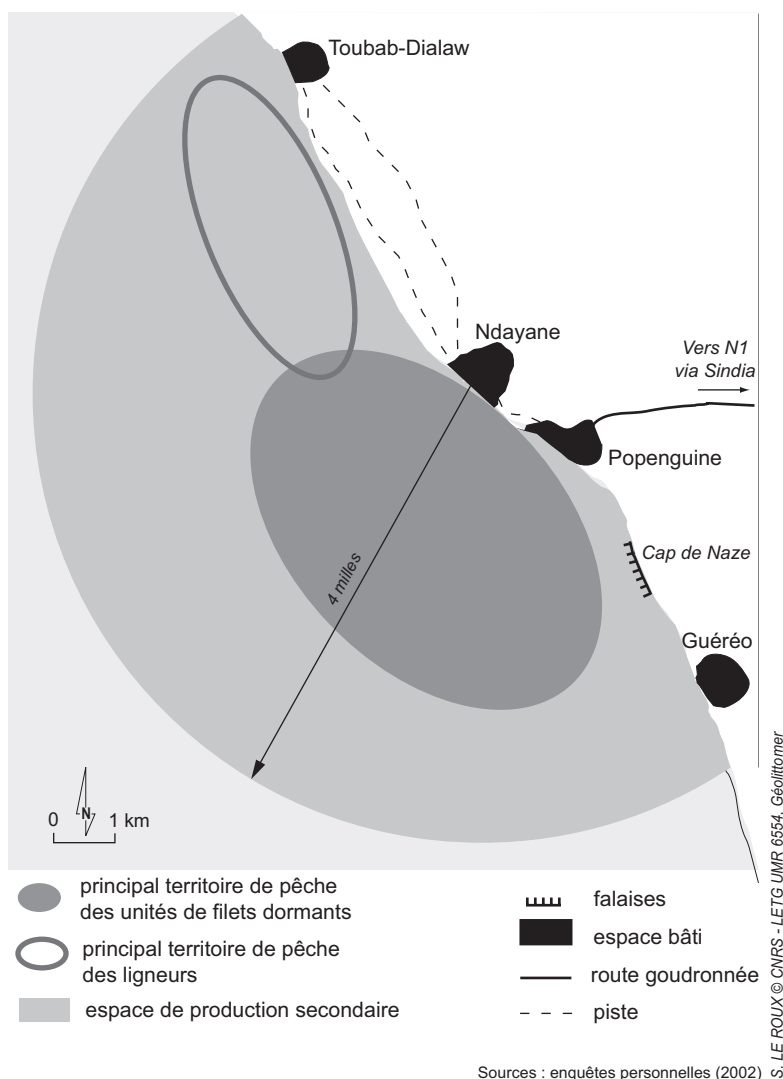 Toubab-Dialaw
Ndayane
Vers N1
via Sindia
Popenguine
Cap de Naze
4 milles
Guéréo
N
0 1 km
principal territoire de pêche
des unités de filets dormants
principal territoire de pêche
des ligneurs
espace de production secondaire
falaises
espace bâti
route goudronnée
piste
Sources : enquêtes personnelles (2002)
S. LE ROUX © CNRS - LETG UMR 6554, Géolittomer